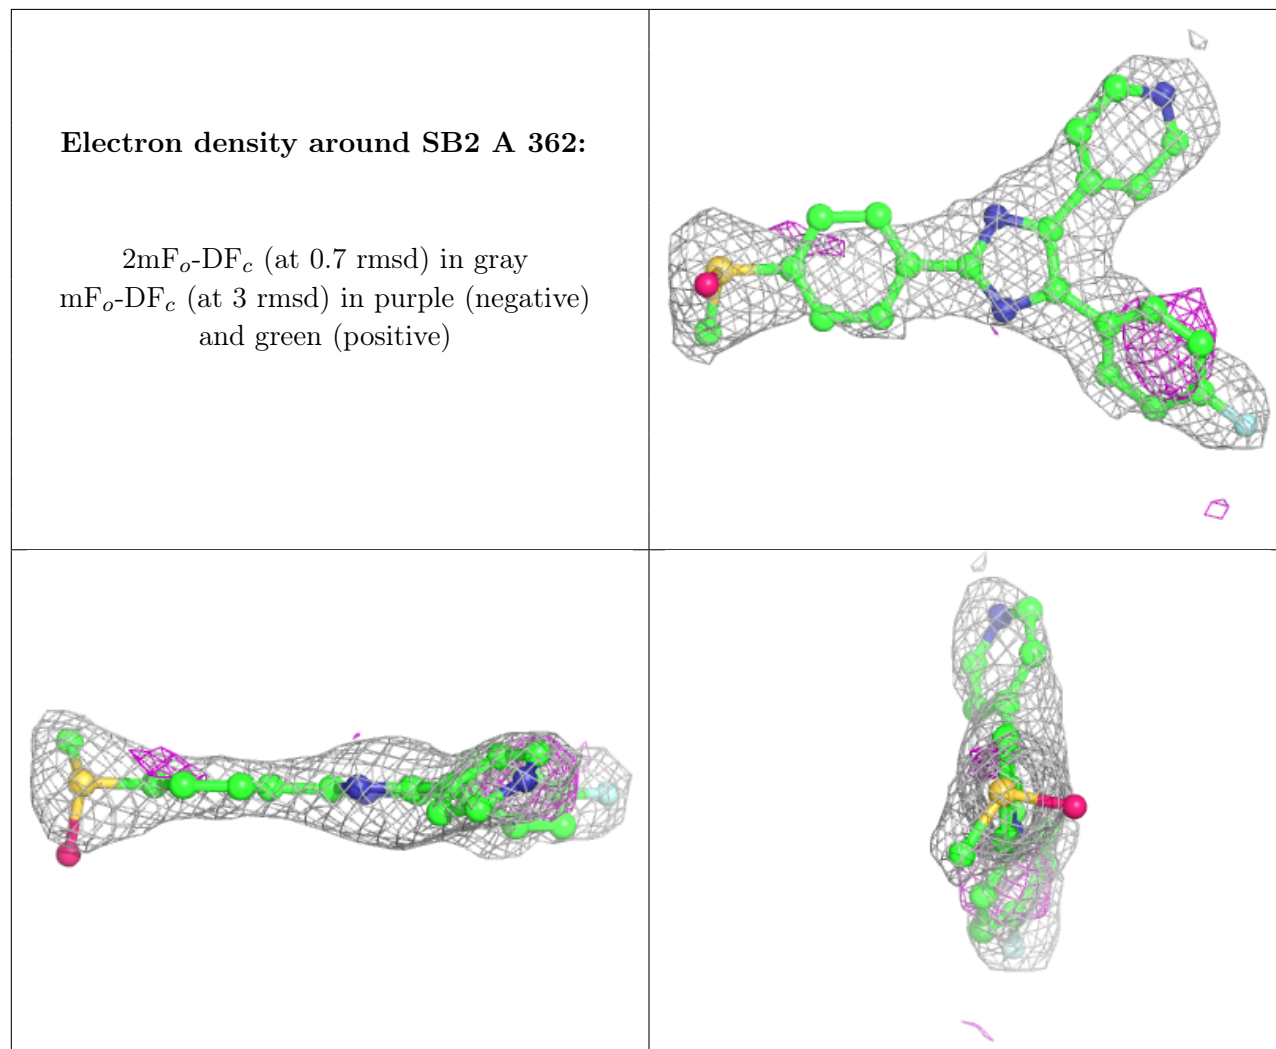 Electron density around SB2 A 362:
2mFo-DFc (at 0.7 rmsd) in gray
mFo-DFc (at 3 rmsd) in purple (negative)
and green (positive)